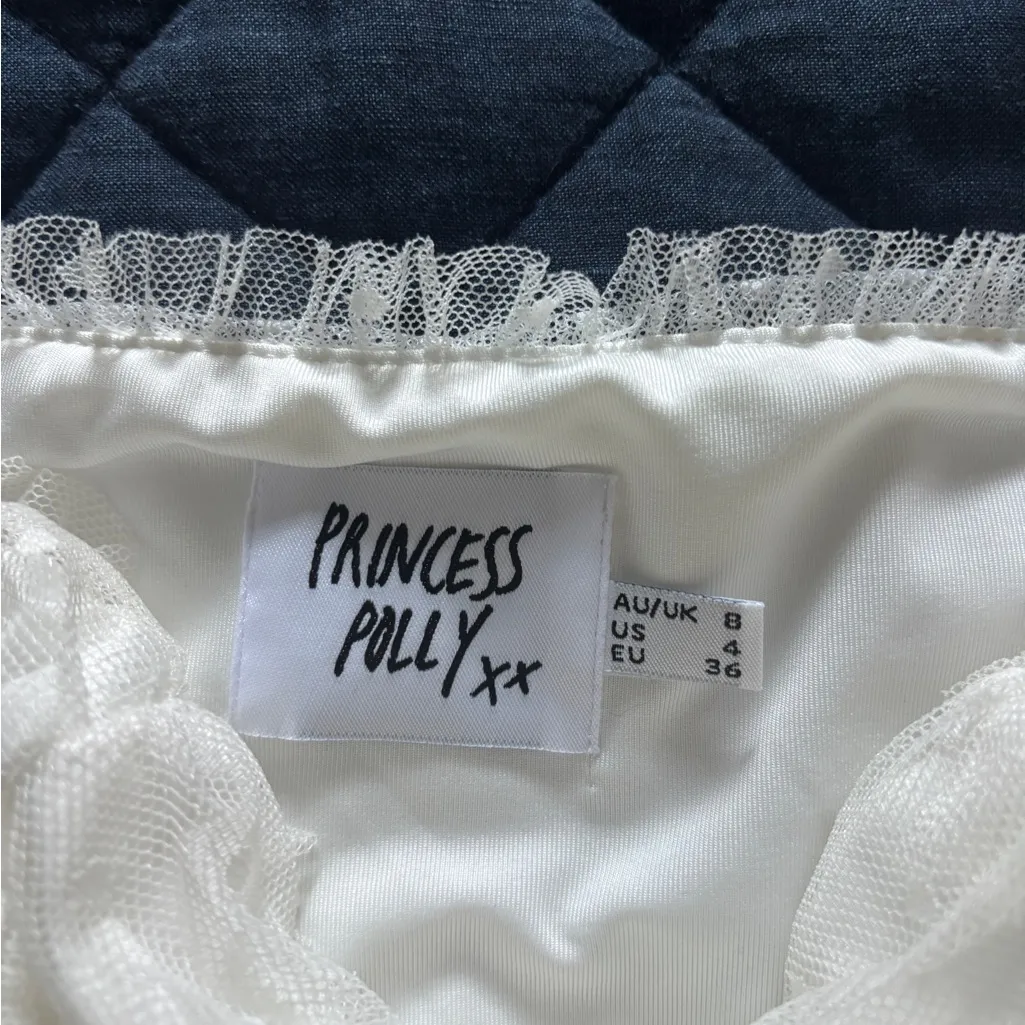 PRINCESS
POLLY xx
AU/UK 8
US 4
EU 36